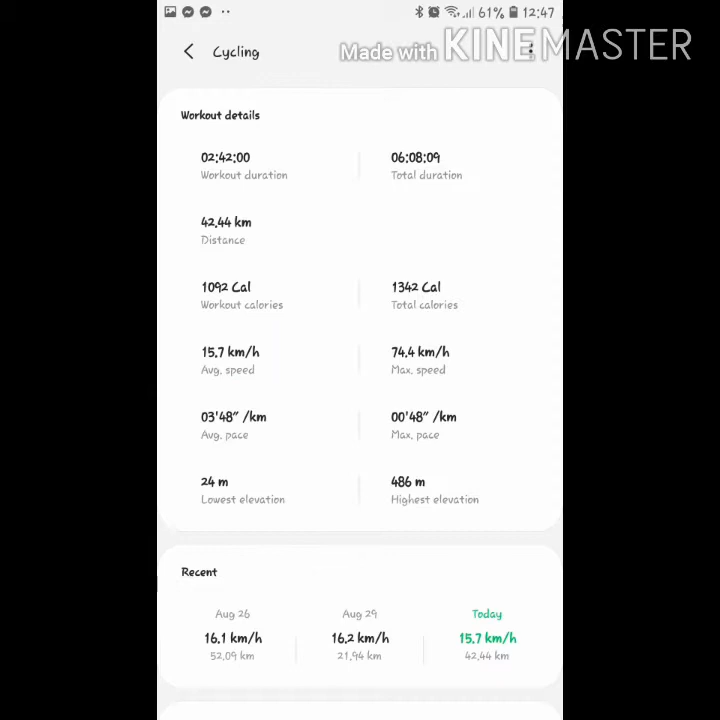 61% 12:47
Cycling
Made with KINEMASTER
Workout details
02:42:00 06:08:09
Workout duration Total duration
42.44 km
Distance
1092 Cal 1342 Cal
Workout calories Total calories
15.7 km/h 74.4 km/h
Avg. speed Max. speed
03'48" /km 00'48" /km
Avg. pace Max. pace
24 m 486 m
Lowest elevation Highest elevation
Recent
Aug 26 Aug 29 Today
16.1 km/h 16.2 km/h 15.7 km/h
52.09 km 21.94 km 42.44 km